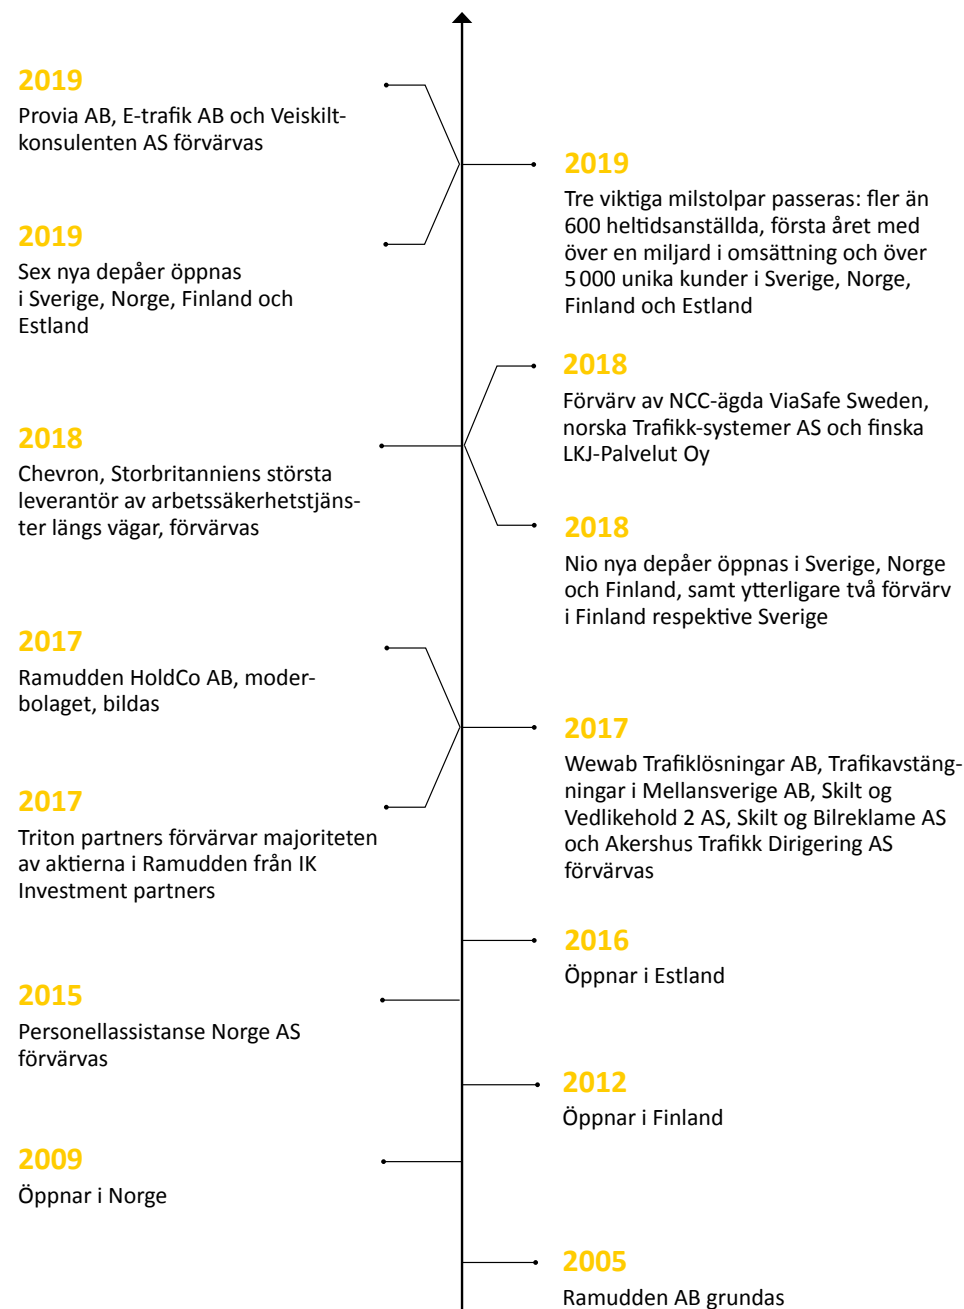 2019
Provia AB, E-trafik AB och Veiskilt-
konsulenten AS förvärvas
2019
Tre viktiga milstolpar passeras: fler än
600 heltidsanställda, första året med
över en miljard i omsättning och över
5 000 unika kunder i Sverige, Norge,
Finland och Estland
2019
Sex nya depåer öppnas
i Sverige, Norge, Finland och
Estland
2018
Förvärv av NCC-ägda ViaSafe Sweden,
norska Trafikk-systemer AS och finska
LKJ-Palvelut Oy
2018
Chevron, Storbritanniens största
leverantör av arbetssäkerhetstjäns-
ter längs vägar, förvärvas
2018
Nio nya depåer öppnas i Sverige, Norge
och Finland, samt ytterligare två förvärv
i Finland respektive Sverige
2017
Ramudden HoldCo AB, moder-
bolaget, bildas
2017
Wewab Trafiklösningar AB, Trafikavstäng-
ningar i Mellansverige AB, Skilt og
Vedlikehold 2 AS, Skilt og Bilreklame AS
och Akershus Trafikk Dirigering AS
förvärvas
2017
Triton partners förvärvar majoriteten
av aktierna i Ramudden från IK
Investment partners
2016
Öppnar i Estland
2015
Personellassistanse Norge AS
förvärvas
2012
Öppnar i Finland
2009
Öppnar i Norge
2005
Ramudden AB grundas